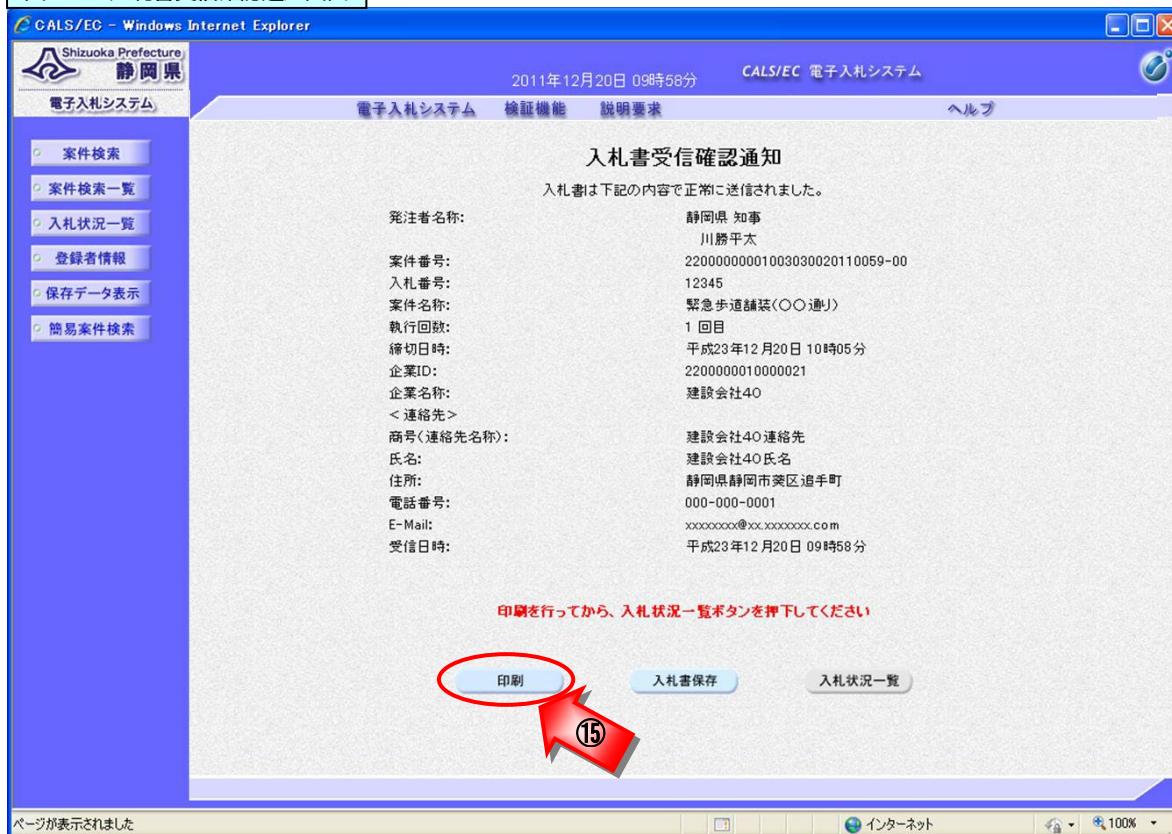 CALS/EC - Windows Internet Explorer
Shizuoka Prefecture
静岡県
電子入札システム
2011年12月20日 09時58分
CALS/EC 電子入札システム
電子入札システム 検証機能 説明要求 ヘルプ
案件検索
案件検索一覧
入札状況一覧
登録者情報
保存データ表示
簡易案件検索
入札書受信確認通知
入札書は下記の内容で正常に送信されました。
発注者名称: 静岡県 知事
川勝平太
案件番号: 22000000001003030020110059-00
入札番号: 12345
案件名称: 緊急歩道舗装(〇〇通り)
執行回数: 1 回目
締切日時: 平成23年12月20日 10時05分
企業ID: 2200000010000021
企業名称: 建設会社40
<連絡先>
商号(連絡先名称): 建設会社40連絡先
氏名: 建設会社40氏名
住所: 静岡県静岡市葵区追手町
電話番号: 000-000-0001
E-Mail: xxxxxxxx@xx.xxxxxxx.com
受信日時: 平成23年12月20日 09時58分
印刷を行ってから、入札状況一覧ボタンを押下してください
印刷 入札書保存 入札状況一覧
⑮
ページが表示されました インターネット 100%